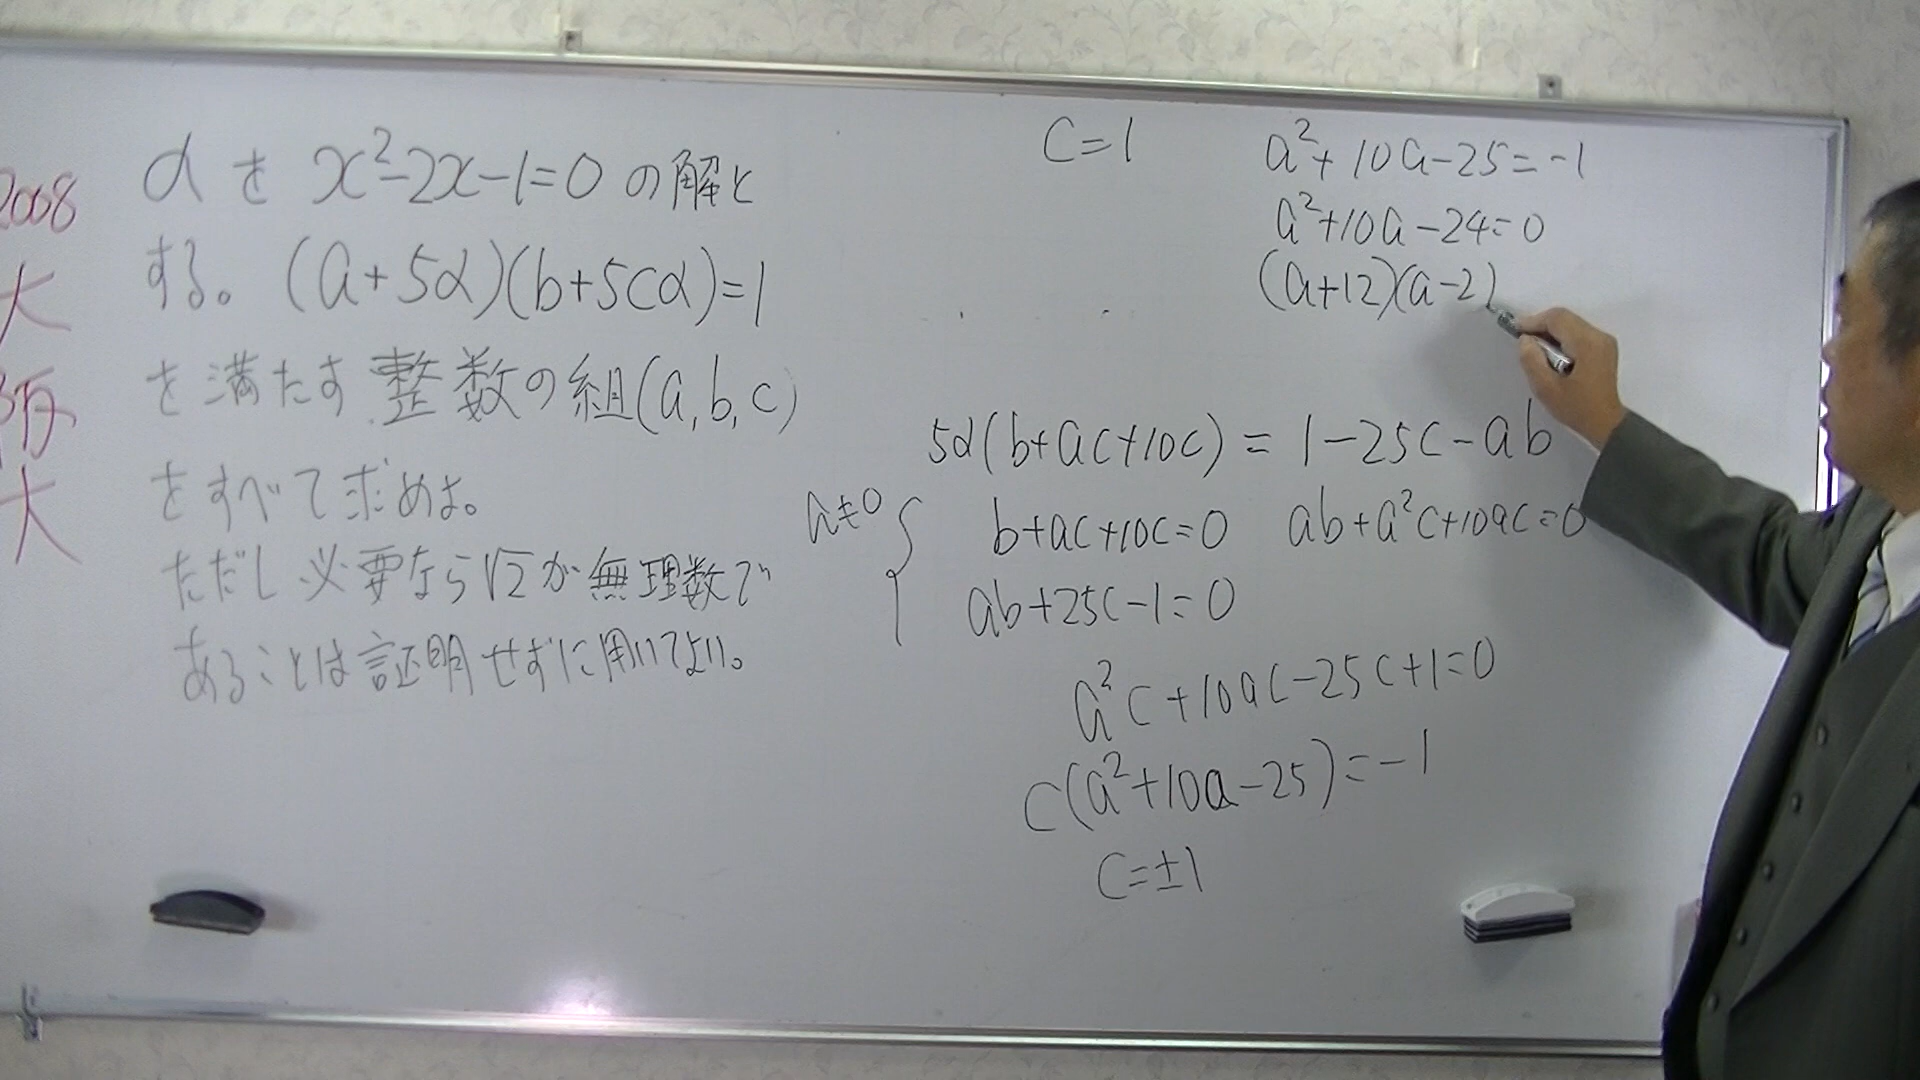 2008
大
阪
大
αを x²-2x-1=0 の解と
する。(a+5α)(b+5cα)=1
を満たす整数の組(a,b,c)
をすべて求めよ。
ただし必要なら√2が無理数で
あることは証明せずに用いてよい。
c=1
a²+10a-25=-1
a²+10a-24=0
(a+12)(a-2)
5α(b+ac+10c)=1-25c-ab
a≠0
b+ac+10c=0 ab+a²c+10ac=0
ab+25c-1=0
a²c+10ac-25c+1=0
c(a²+10a-25)=-1
c=±1